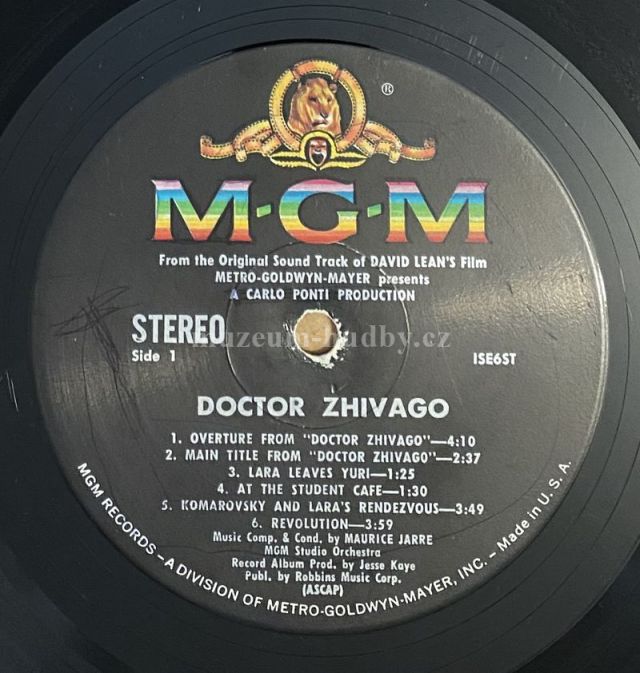 ®
M-G-M
From the Original Sound Track of DAVID LEAN'S Film
METRO-GOLDWYN-MAYER presents
A CARLO PONTI PRODUCTION
STEREO
muzeum-hudby.cz
Side 1
ISE6ST
DOCTOR ZHIVAGO
1. OVERTURE FROM "DOCTOR ZHIVAGO"—4:10
2. MAIN TITLE FROM "DOCTOR ZHIVAGO"—2:37
3. LARA LEAVES YURI—1:25
4. AT THE STUDENT CAFE—1:30
5. KOMAROVSKY AND LARA'S RENDEZVOUS—3:49
6. REVOLUTION—3:59
Music Comp. & Cond. by MAURICE JARRE
MGM Studio Orchestra
Record Album Prod. by Jesse Kaye
Publ. by Robbins Music Corp.
(ASCAP)
MGM RECORDS – A DIVISION OF METRO-GOLDWYN-MAYER, INC. – Made in U. S. A.